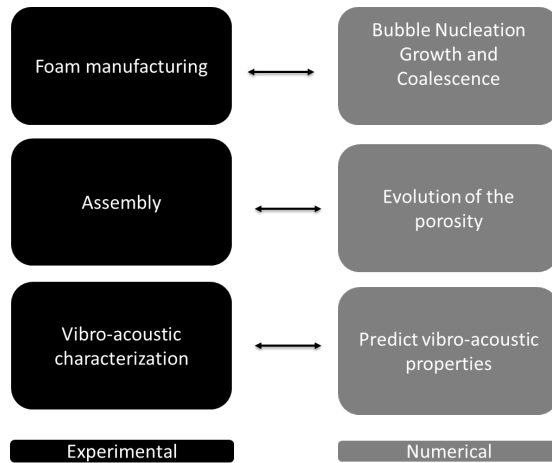 Foam manufacturing
Bubble Nucleation
Growth and
Coalescence
Assembly
Evolution of the
porosity
Vibro-acoustic
characterization
Predict vibro-acoustic
properties
Experimental
Numerical